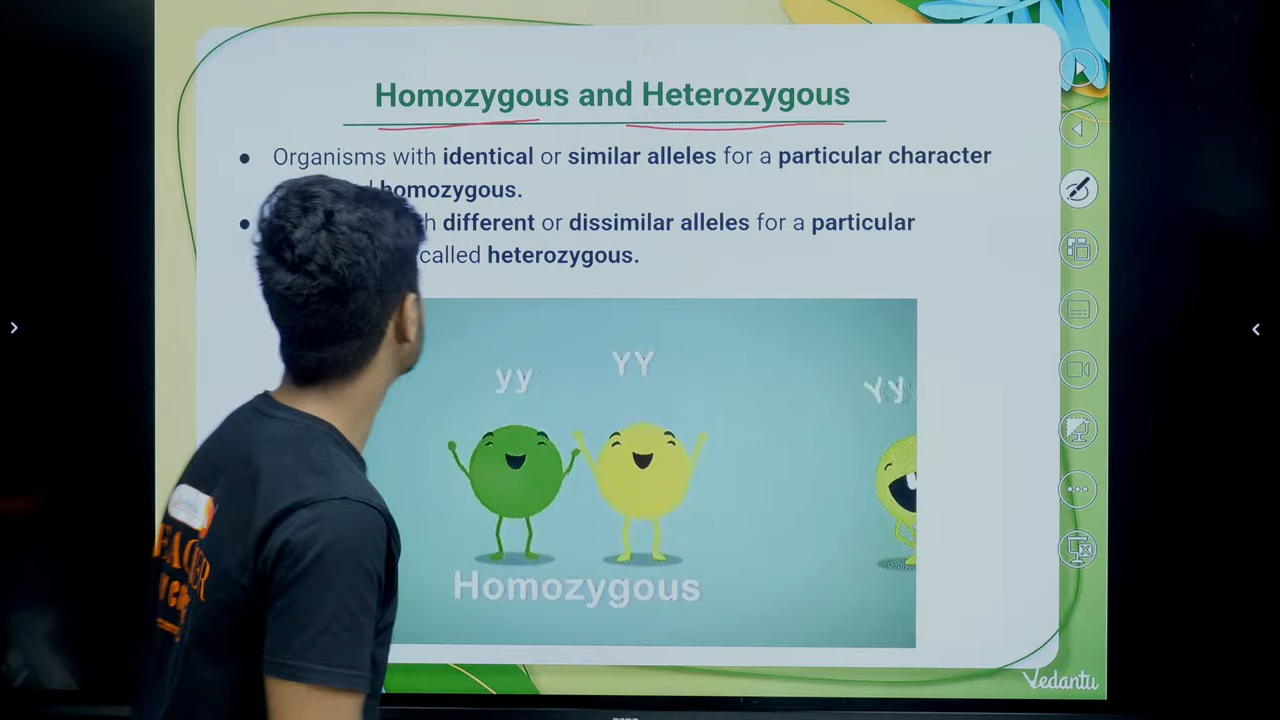 Homozygous and Heterozygous
Organisms with identical or similar alleles for a particular character
homozygous.
different or dissimilar alleles for a particular
called heterozygous.
yy
YY
Yy
Homozygous
Vedantu